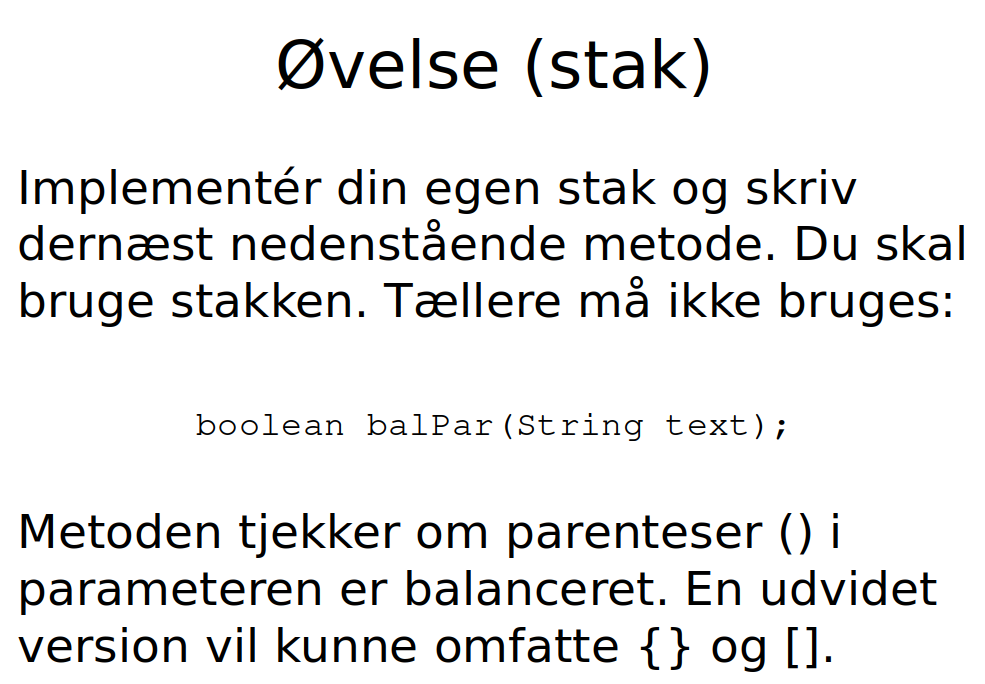 Øvelse (stak)
Implementér din egen stak og skriv
dernæst nedenstående metode. Du skal
bruge stakken. Tællere må ikke bruges:
boolean balPar(String text);
Metoden tjekker om parenteser () i
parameteren er balanceret. En udvidet
version vil kunne omfatte {} og [].